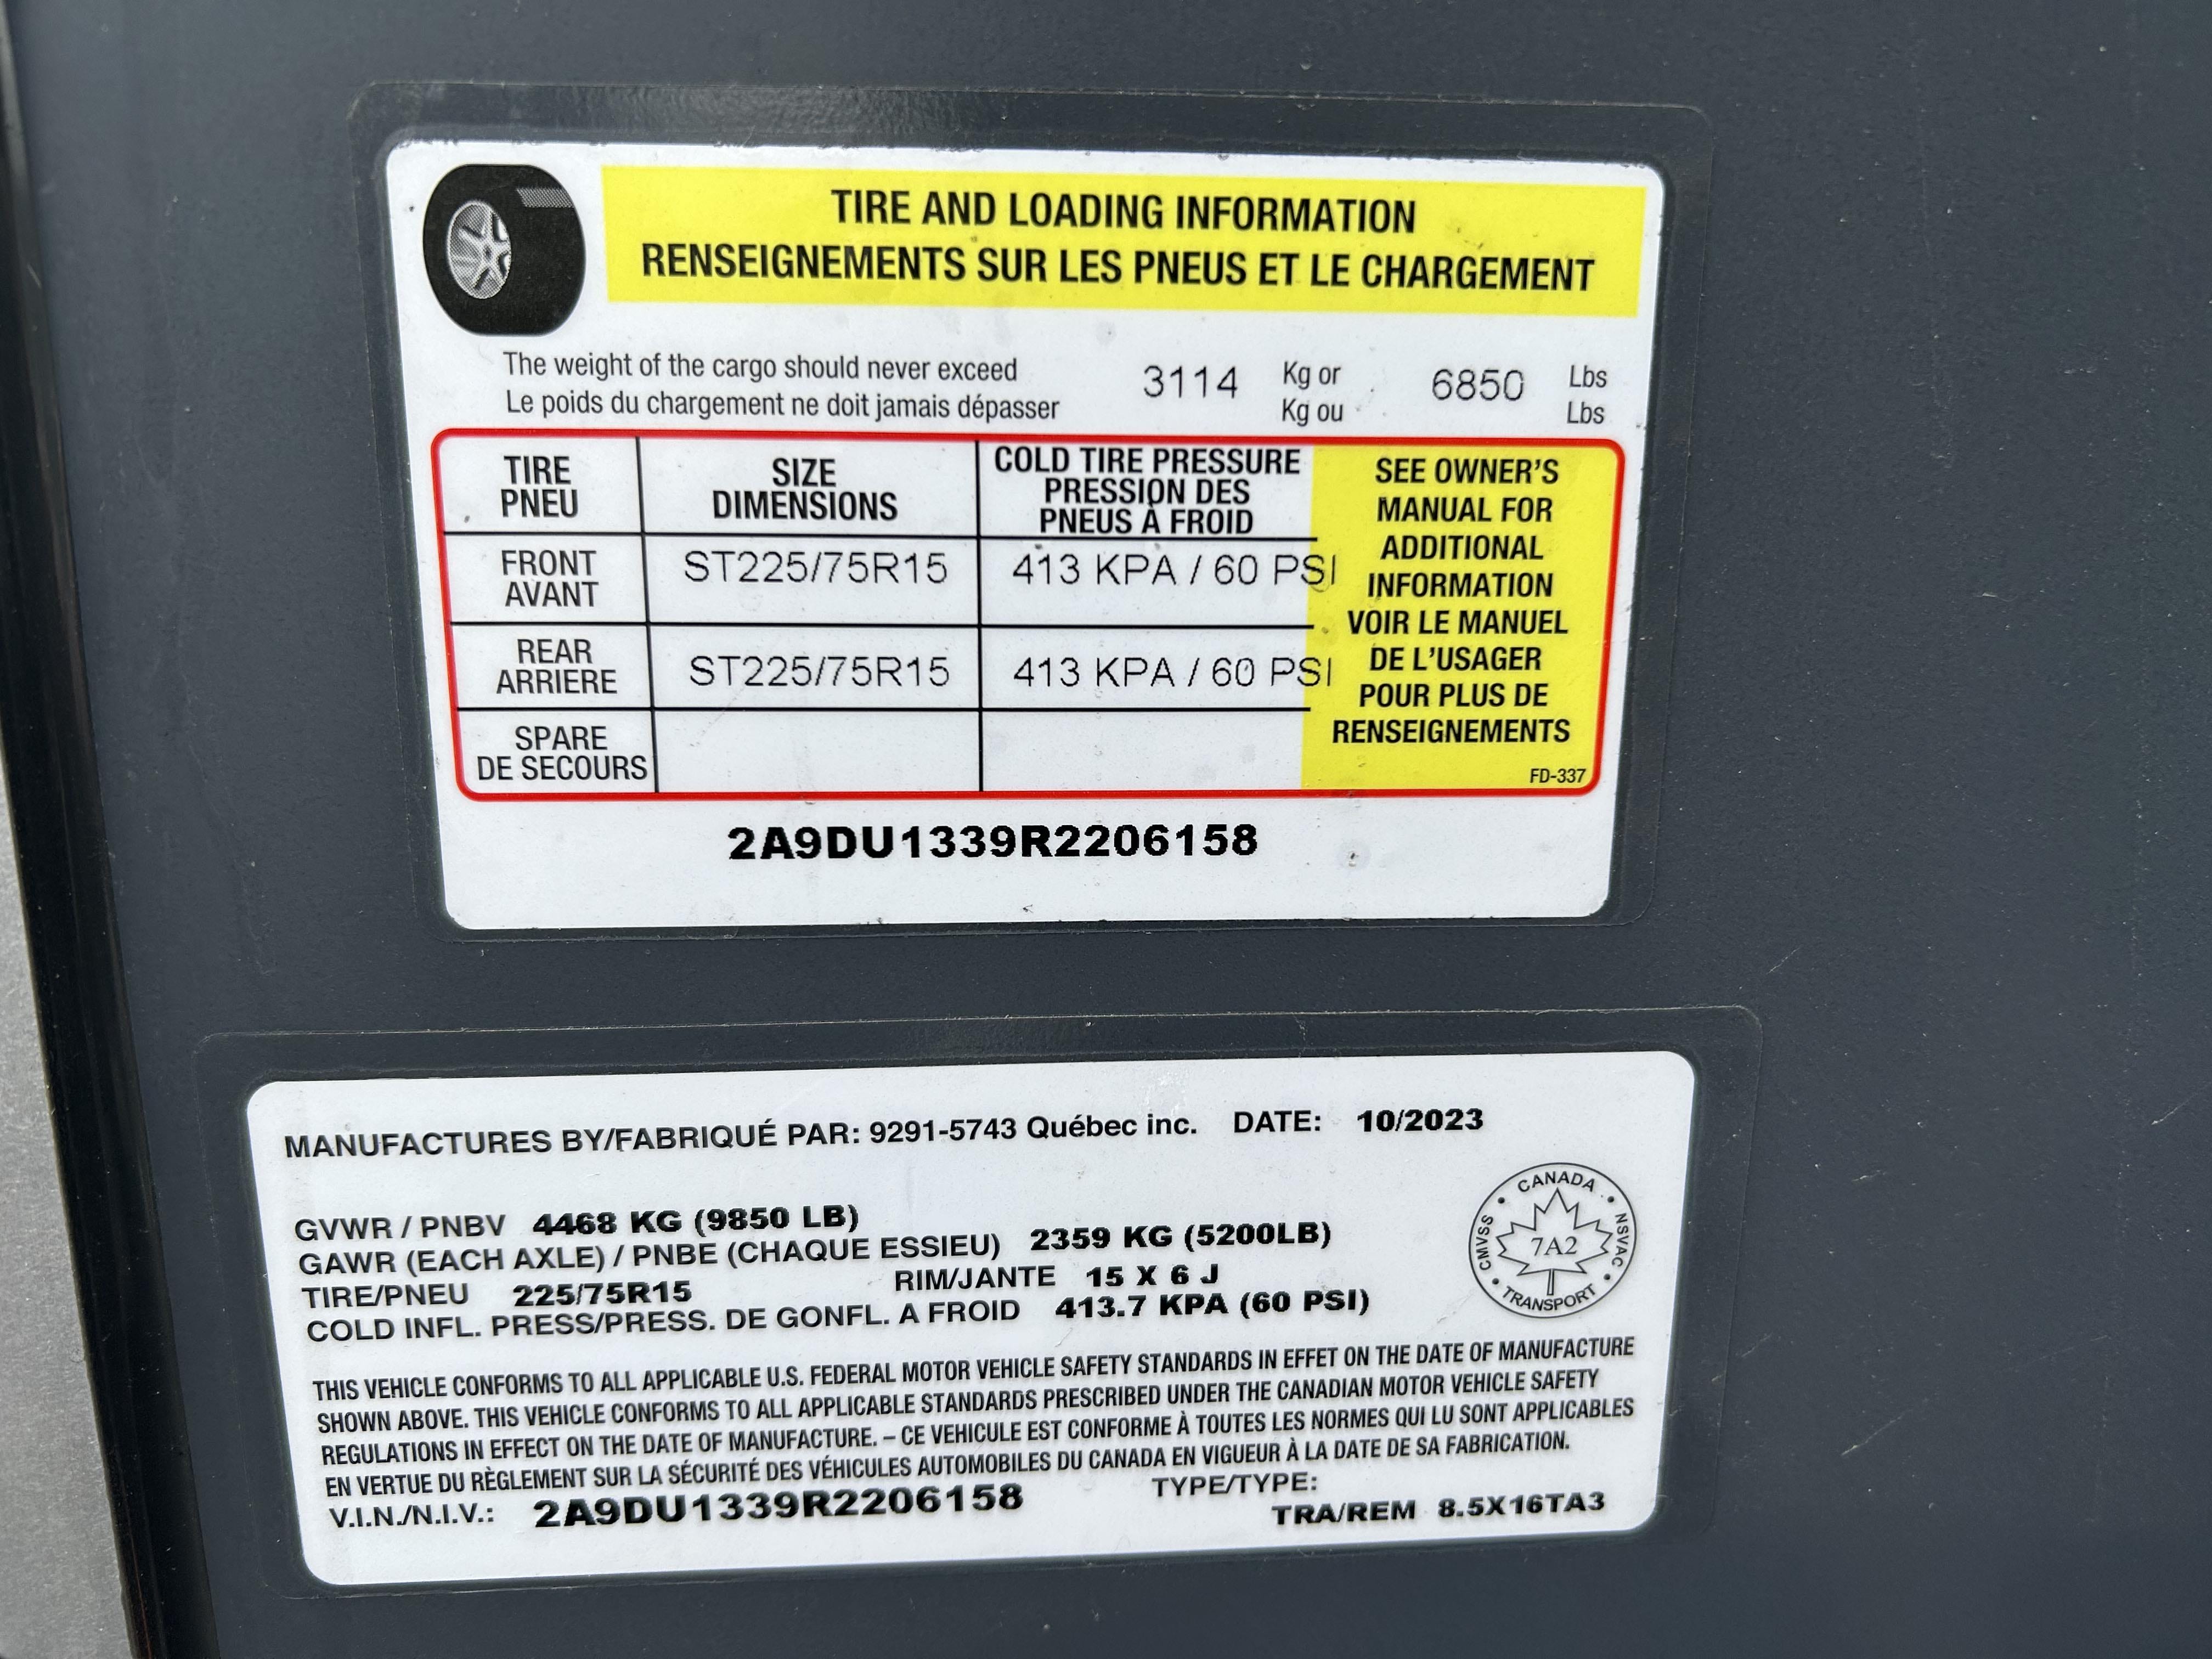 TIRE AND LOADING INFORMATION
RENSEIGNEMENTS SUR LES PNEUS ET LE CHARGEMENT
The weight of the cargo should never exceed 3114 Kg or 6850 Lbs
Le poids du chargement ne doit jamais dépasser Kg ou Lbs
TIRE SIZE COLD TIRE PRESSURE
PNEU DIMENSIONS PRESSION DES
PNEUS À FROID
FRONT ST225/75R15 413 KPA / 60 PSI
AVANT
REAR ST225/75R15 413 KPA / 60 PSI
ARRIERE
SPARE
DE SECOURS
SEE OWNER'S
MANUAL FOR
ADDITIONAL
INFORMATION
VOIR LE MANUEL
DE L'USAGER
POUR PLUS DE
RENSEIGNEMENTS
FD-337
2A9DU1339R2206158
MANUFACTURES BY/FABRIQUÉ PAR: 9291-5743 Québec inc. DATE: 10/2023
GVWR / PNBV 4468 KG (9850 LB)
GAWR (EACH AXLE) / PNBE (CHAQUE ESSIEU) 2359 KG (5200LB)
TIRE/PNEU 225/75R15 RIM/JANTE 15 X 6 J
COLD INFL. PRESS/PRESS. DE GONFL. A FROID 413.7 KPA (60 PSI)
CANADA
CMVSS
7A2
NSVAC
TRANSPORT
THIS VEHICLE CONFORMS TO ALL APPLICABLE U.S. FEDERAL MOTOR VEHICLE SAFETY STANDARDS IN EFFET ON THE DATE OF MANUFACTURE
SHOWN ABOVE. THIS VEHICLE CONFORMS TO ALL APPLICABLE STANDARDS PRESCRIBED UNDER THE CANADIAN MOTOR VEHICLE SAFETY
REGULATIONS IN EFFECT ON THE DATE OF MANUFACTURE. – CE VEHICULE EST CONFORME À TOUTES LES NORMES QUI LU SONT APPLICABLES
EN VERTUE DU RÈGLEMENT SUR LA SÉCURITÉ DES VÉHICULES AUTOMOBILES DU CANADA EN VIGUEUR À LA DATE DE SA FABRICATION.
V.I.N./N.I.V.: 2A9DU1339R2206158 TYPE/TYPE:
TRA/REM 8.5X16TA3